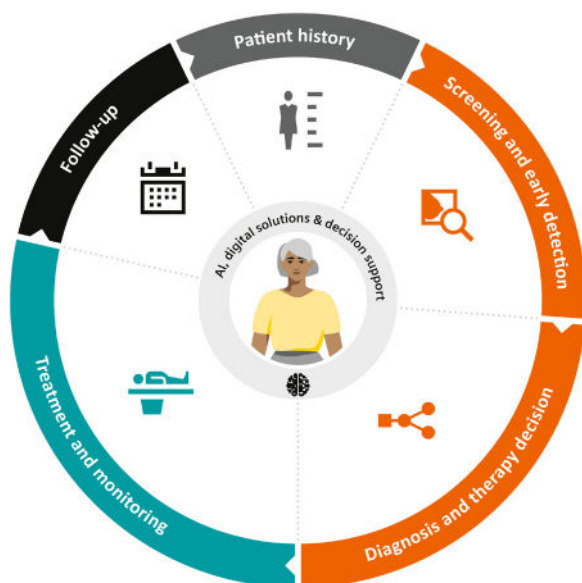 Patient history
Screening and early detection
Diagnosis and therapy decision
Treatment and monitoring
Follow-up
AI, digital solutions & decision support